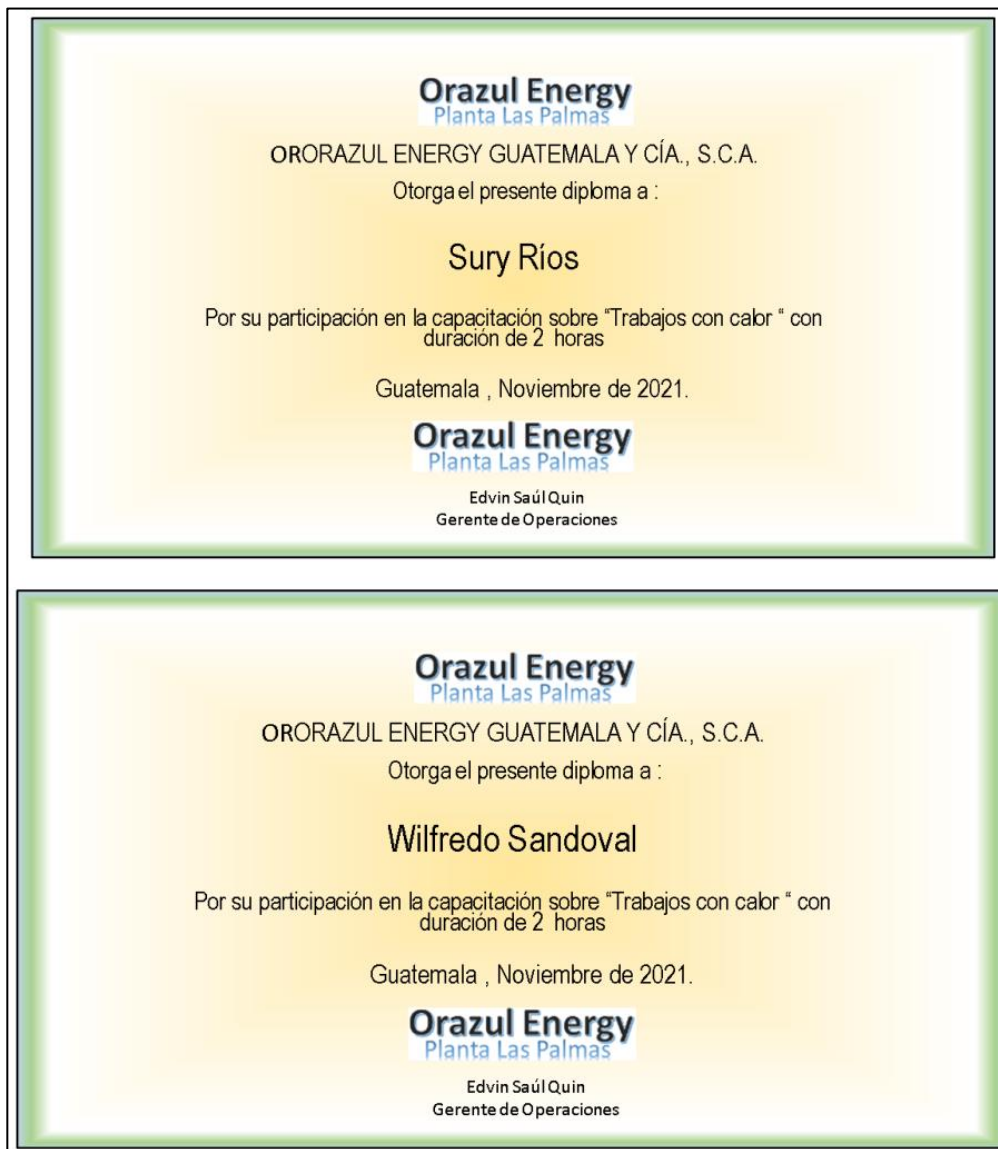 Orazul Energy
Planta Las Palmas
ORORAZUL ENERGY GUATEMALA Y CÍA., S.C.A.
Otorga el presente diploma a :
Sury Ríos
Por su participación en la capacitación sobre “Trabajos con calor “ con
duración de 2 horas
Guatemala , Noviembre de 2021.
Orazul Energy
Planta Las Palmas
Edvin Saúl Quin
Gerente de Operaciones
Orazul Energy
Planta Las Palmas
ORORAZUL ENERGY GUATEMALA Y CÍA., S.C.A.
Otorga el presente diploma a :
Wilfredo Sandoval
Por su participación en la capacitación sobre “Trabajos con calor “ con
duración de 2 horas
Guatemala , Noviembre de 2021.
Orazul Energy
Planta Las Palmas
Edvin Saúl Quin
Gerente de Operaciones